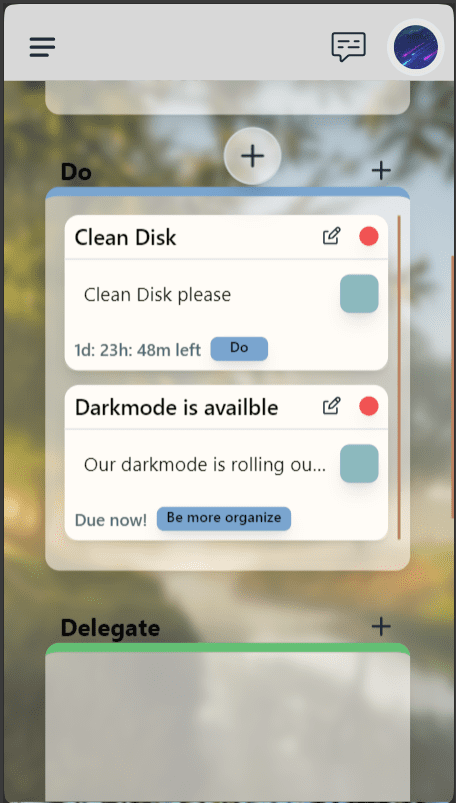 Do
Clean Disk
Clean Disk please
1d: 23h: 48m left Do
Darkmode is availble
Our darkmode is rolling ou...
Due now! Be more organize
Delegate